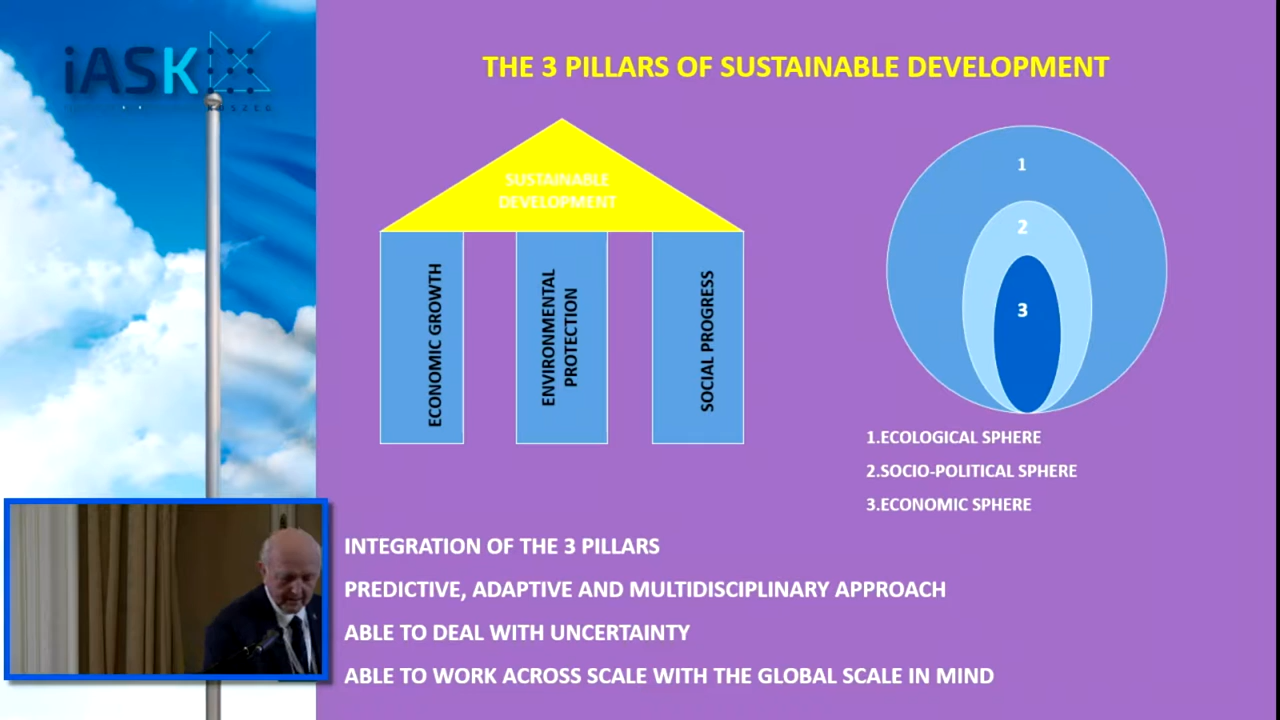 iASK
THE 3 PILLARS OF SUSTAINABLE DEVELOPMENT
SUSTAINABLE
DEVELOPMENT
ECONOMIC GROWTH
ENVIRONMENTAL
PROTECTION
SOCIAL PROGRESS
1
2
3
1.ECOLOGICAL SPHERE
2.SOCIO-POLITICAL SPHERE
3.ECONOMIC SPHERE
INTEGRATION OF THE 3 PILLARS
PREDICTIVE, ADAPTIVE AND MULTIDISCIPLINARY APPROACH
ABLE TO DEAL WITH UNCERTAINTY
ABLE TO WORK ACROSS SCALE WITH THE GLOBAL SCALE IN MIND